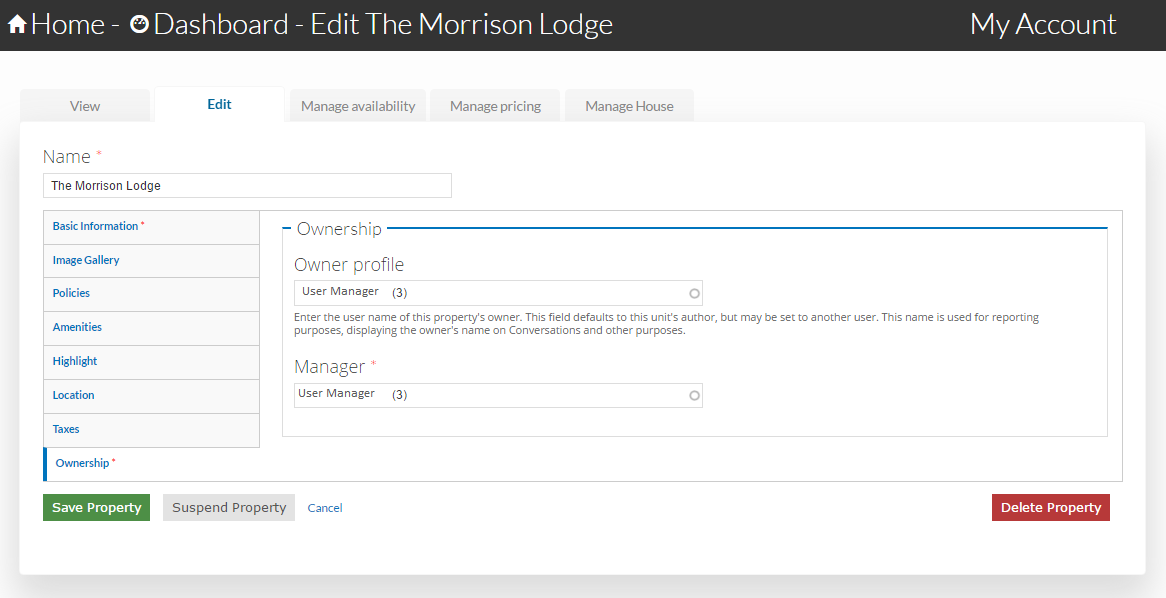 Home - Dashboard - Edit The Morrison Lodge
My Account
View
Edit
Manage availability
Manage pricing
Manage House
Name *
The Morrison Lodge
Basic Information *
Image Gallery
Policies
Amenities
Highlight
Location
Taxes
Ownership *
Ownership
Owner profile
User Manager (3)
Enter the user name of this property's owner. This field defaults to this unit's author, but may be set to another user. This name is used for reporting
purposes, displaying the owner's name on Conversations and other purposes.
Manager *
User Manager (3)
Save Property
Suspend Property
Cancel
Delete Property